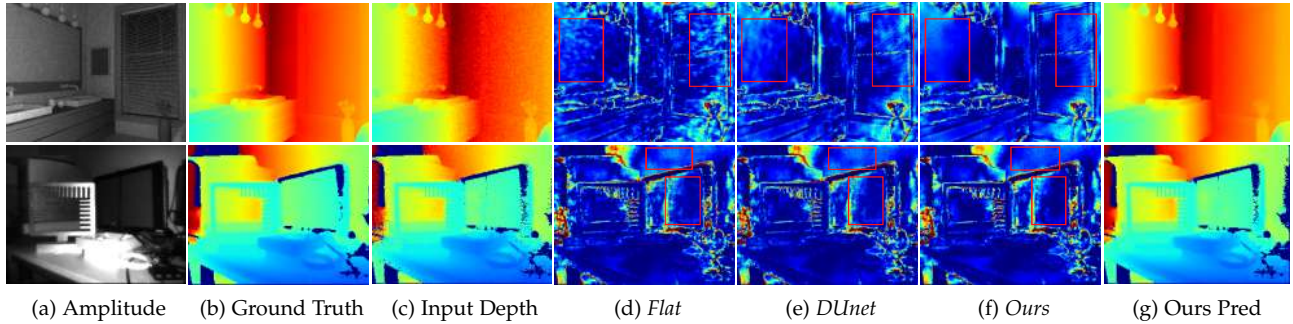 (a) Amplitude (b) Ground Truth (c) Input Depth (d) Flat (e) DUnet (f) Ours (g) Ours Pred